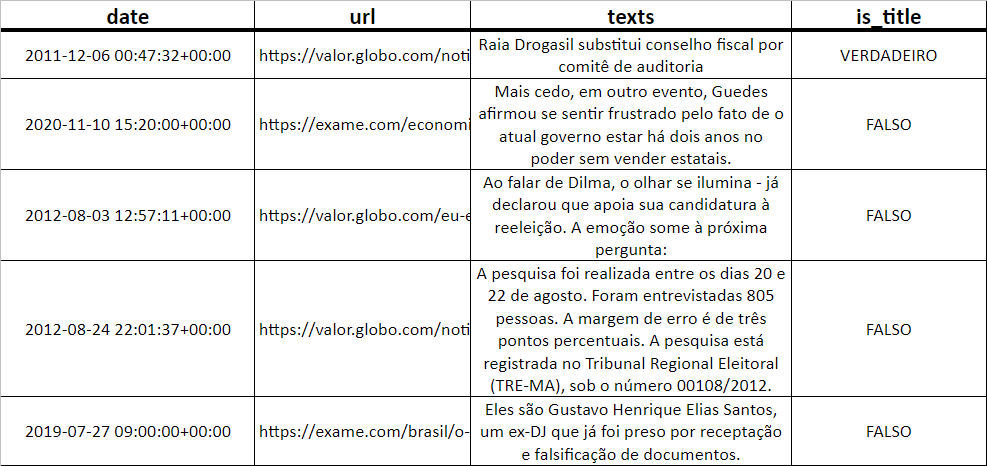 date url texts is_title
2011-12-06 00:47:32+00:00 https://valor.globo.com/noti Raia Drogasil substitui conselho fiscal por VERDADEIRO
comitê de auditoria
Mais cedo, em outro evento, Guedes
afirmou se sentir frustrado pelo fato de o
2020-11-10 15:20:00+00:00 https://exame.com/economi atual governo estar há dois anos no FALSO
poder sem vender estatais.
Ao falar de Dilma, o olhar se ilumina - já
2012-08-03 12:57:11+00:00 https://valor.globo.com/eu-e declarou que apoia sua candidatura à FALSO
reeleição. A emoção some à próxima
pergunta:
A pesquisa foi realizada entre os dias 20 e
22 de agosto. Foram entrevistadas 805
pessoas. A margem de erro é de três
2012-08-24 22:01:37+00:00 https://valor.globo.com/noti pontos percentuais. A pesquisa está FALSO
registrada no Tribunal Regional Eleitoral
(TRE-MA), sob o número 00108/2012.
Eles são Gustavo Henrique Elias Santos,
2019-07-27 09:00:00+00:00 https://exame.com/brasil/o- um ex-DJ que já foi preso por receptação FALSO
e falsificação de documentos.